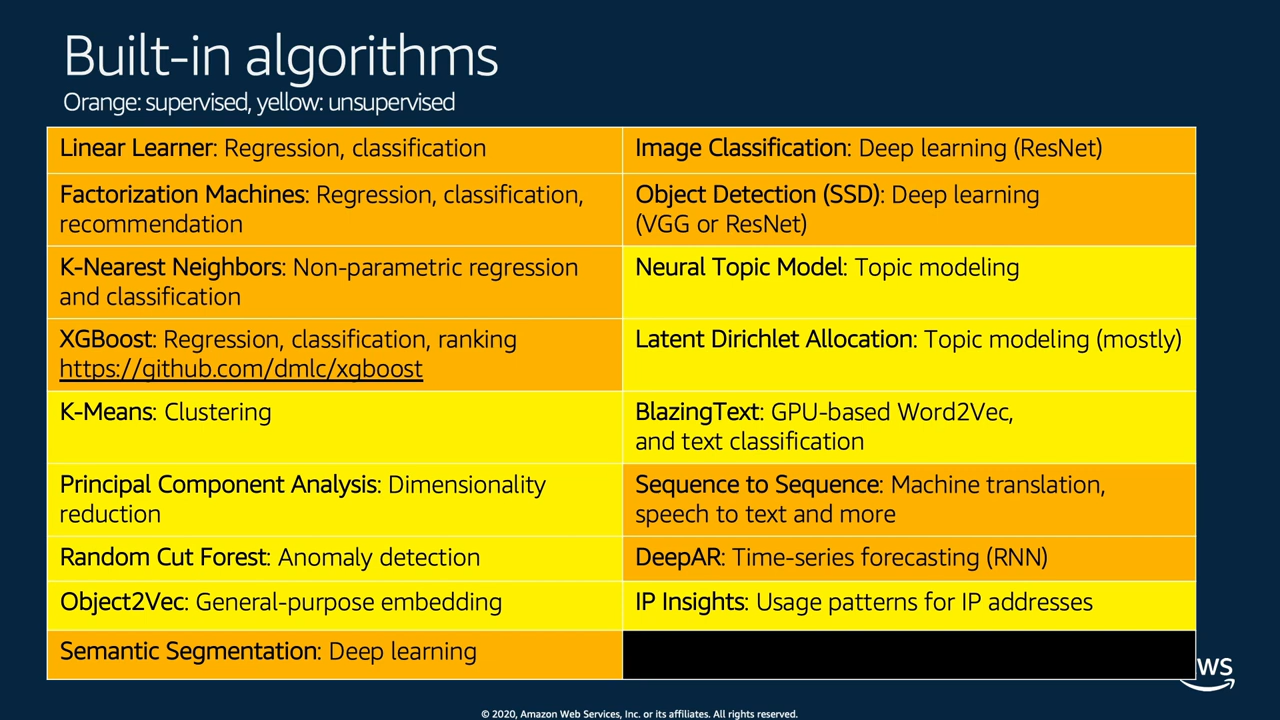 Built-in algorithms
Orange: supervised, yellow: unsupervised
Linear Learner: Regression, classification
Factorization Machines: Regression, classification,
recommendation
K-Nearest Neighbors: Non-parametric regression
and classification
XGBoost: Regression, classification, ranking
https://github.com/dmlc/xgboost
K-Means: Clustering
Principal Component Analysis: Dimensionality
reduction
Random Cut Forest: Anomaly detection
Object2Vec: General-purpose embedding
Semantic Segmentation: Deep learning
Image Classification: Deep learning (ResNet)
Object Detection (SSD): Deep learning
(VGG or ResNet)
Neural Topic Model: Topic modeling
Latent Dirichlet Allocation: Topic modeling (mostly)
BlazingText: GPU-based Word2Vec,
and text classification
Sequence to Sequence: Machine translation,
speech to text and more
DeepAR: Time-series forecasting (RNN)
IP Insights: Usage patterns for IP addresses
ws
© 2020, Amazon Web Services, Inc. or its affiliates. All rights reserved.